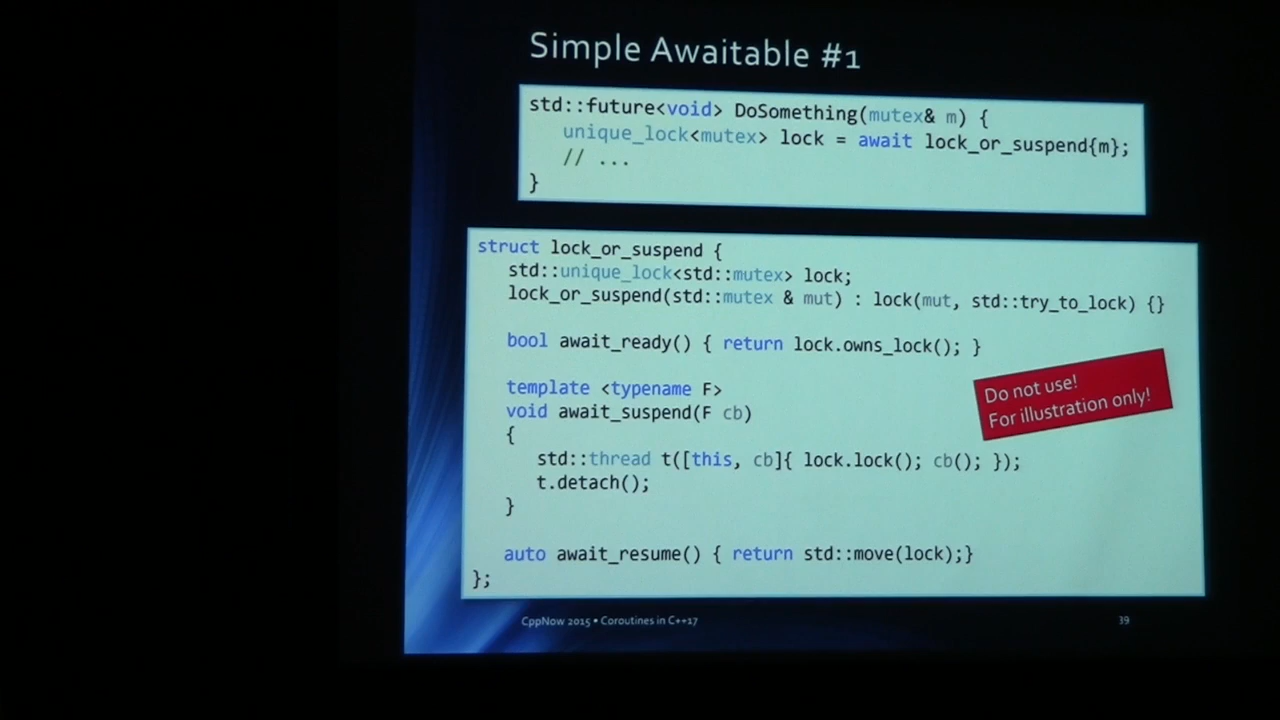 Simple Awaitable #1
std::future<void> DoSomething(mutex& m) {
unique_lock<mutex> lock = await lock_or_suspend{m};
// ...
}
struct lock_or_suspend {
std::unique_lock<std::mutex> lock;
lock_or_suspend(std::mutex & mut) : lock(mut, std::try_to_lock) {}
bool await_ready() { return lock.owns_lock(); }
template <typename F>
void await_suspend(F cb)
{
std::thread t([this, cb]{ lock.lock(); cb(); });
t.detach();
}
auto await_resume() { return std::move(lock);}
};
Do not use!
For illustration only!
CppNow 2015 • Coroutines in C++17
39